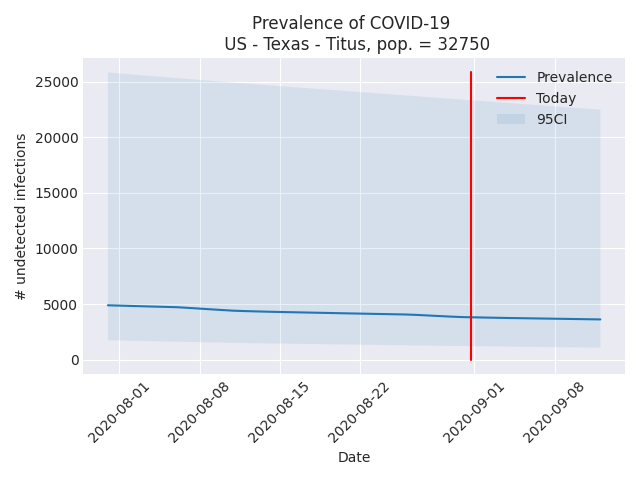 Prevalence of COVID-19
US - Texas - Titus, pop. = 32750
Prevalence
Today
95CI
25000
20000
15000
10000
5000
0
# undetected infections
2020-08-01
2020-08-08
2020-08-15
2020-08-22
2020-09-01
2020-09-08
Date